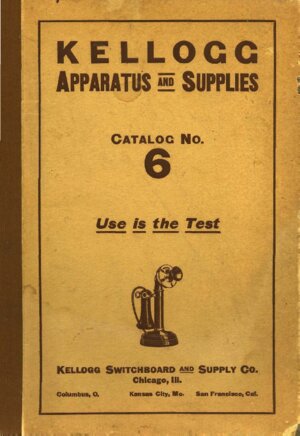 KELLOGG
APPARATUS AND SUPPLIES
CATALOG NO.
6
Use is the Test
KELLOGG SWITCHBOARD AND SUPPLY CO.
Chicago, Ill.
Columbus, O. Kansas City, Mo. San Francisco, Cal.